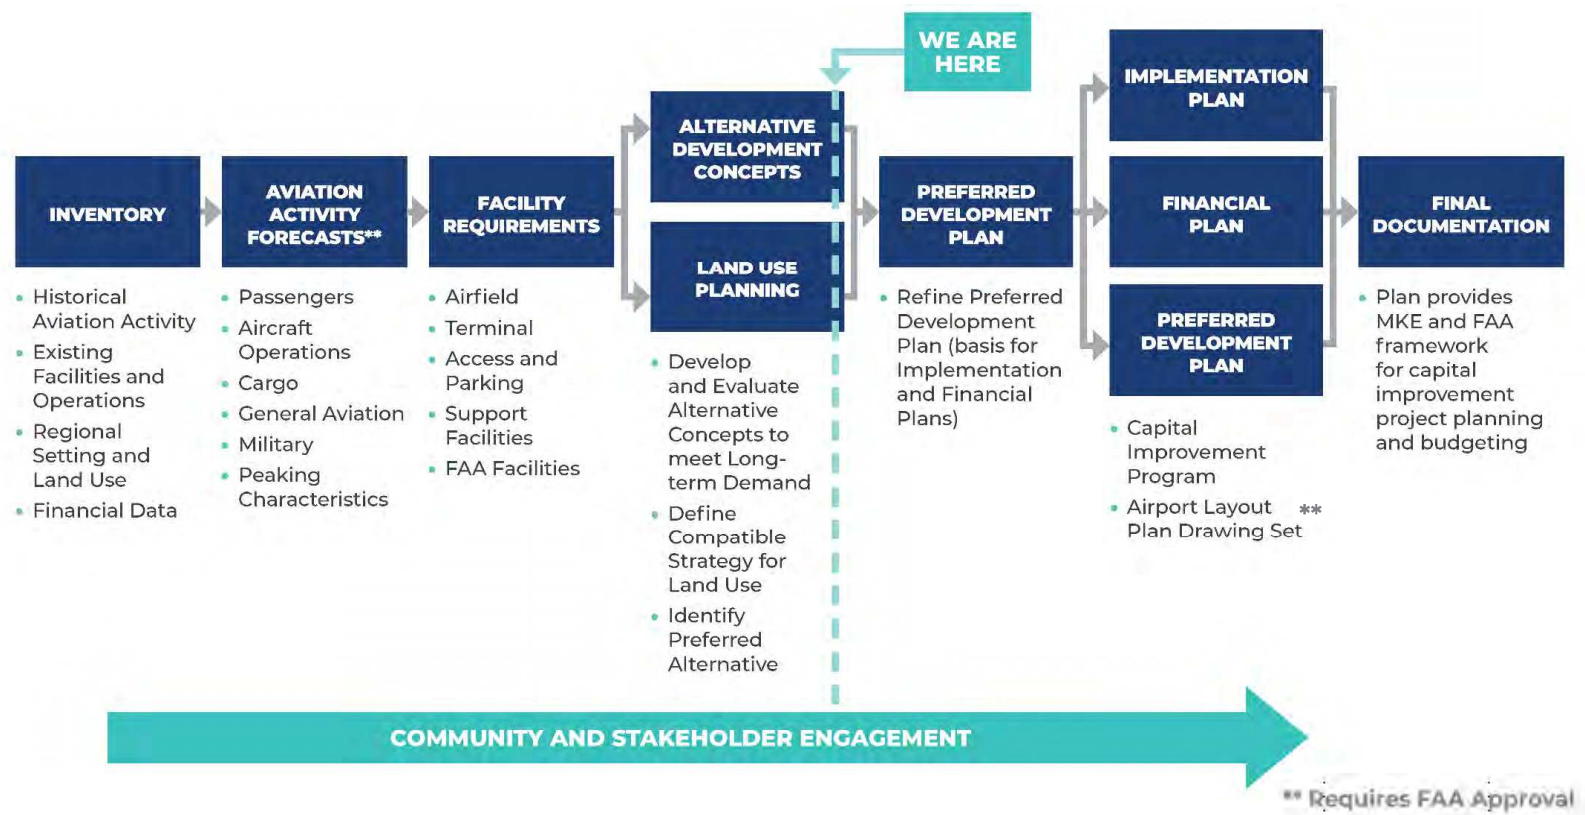 WE ARE
HERE
INVENTORY
• Historical
Aviation Activity
• Existing
Facilities and
Operations
• Regional
Setting and
Land Use
• Financial Data
AVIATION
ACTIVITY
FORECASTS**
• Passengers
• Aircraft
Operations
• Cargo
• General Aviation
• Military
• Peaking
Characteristics
FACILITY
REQUIREMENTS
• Airfield
• Terminal
• Access and
Parking
• Support
Facilities
• FAA Facilities
ALTERNATIVE
DEVELOPMENT
CONCEPTS
LAND USE
PLANNING
• Develop
and Evaluate
Alternative
Concepts to
meet Long-
term Demand
• Define
Compatible
Strategy for
Land Use
• Identify
Preferred
Alternative
PREFERRED
DEVELOPMENT
PLAN
• Refine Preferred
Development
Plan (basis for
Implementation
and Financial
Plans)
IMPLEMENTATION
PLAN
FINANCIAL
PLAN
PREFERRED
DEVELOPMENT
PLAN
• Capital
Improvement
Program
• Airport Layout **
Plan Drawing Set
FINAL
DOCUMENTATION
• Plan provides
MKE and FAA
framework
for capital
improvement
project planning
and budgeting
COMMUNITY AND STAKEHOLDER ENGAGEMENT
** Requires FAA Approval